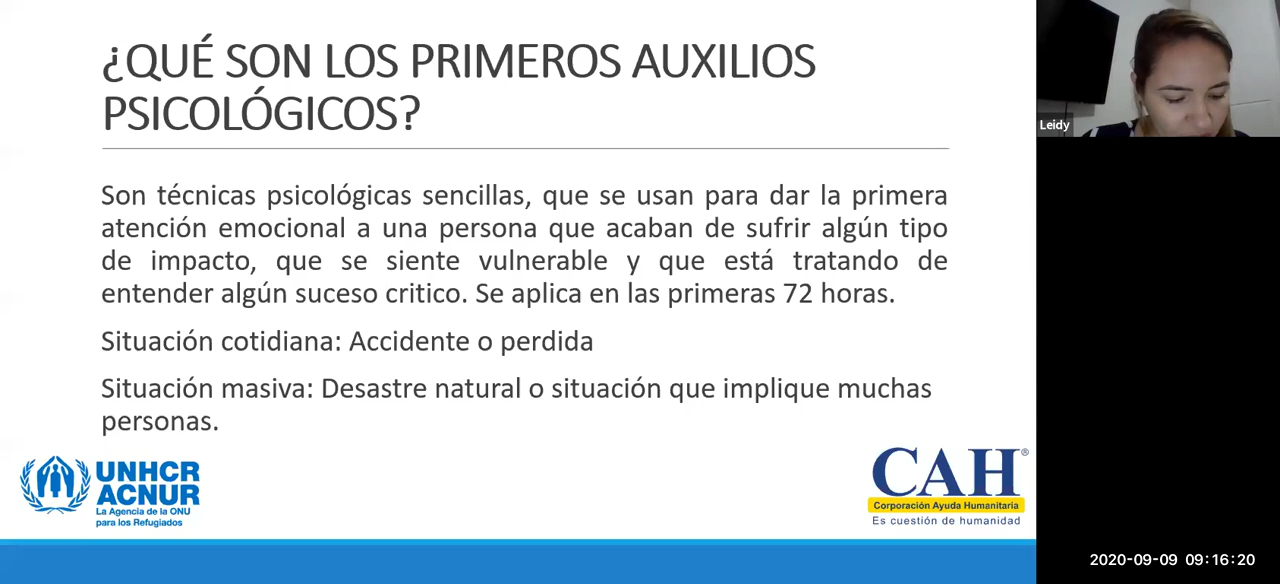 ¿QUÉ SON LOS PRIMEROS AUXILIOS
PSICOLÓGICOS?
Son técnicas psicológicas sencillas, que se usan para dar la primera
atención emocional a una persona que acaban de sufrir algún tipo
de impacto, que se siente vulnerable y que está tratando de
entender algún suceso critico. Se aplica en las primeras 72 horas.
Situación cotidiana: Accidente o perdida
Situación masiva: Desastre natural o situación que implique muchas
personas.
UNHCR
ACNUR
La Agencia de la ONU
para los Refugiados
CAH®
Corporación Ayuda Humanitaria
Es cuestión de humanidad
Leidy
2020-09-09 09:16:20